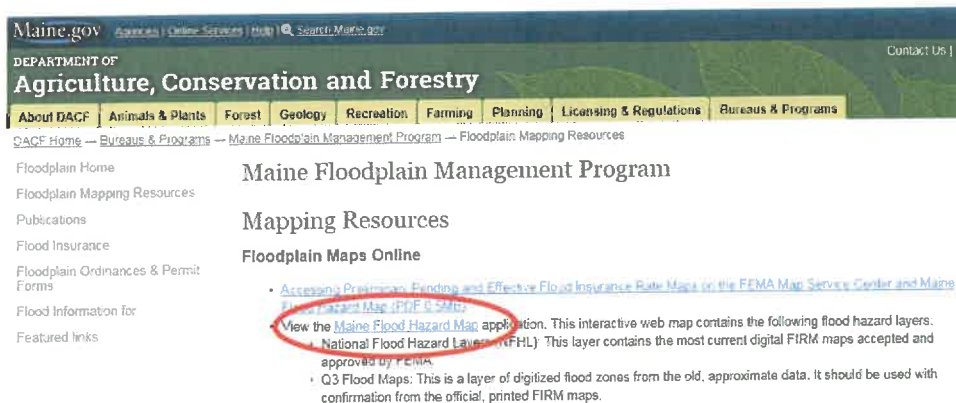 Maine.gov Agencies | Online Services | Help | Search Maine.gov
Contact Us |
DEPARTMENT OF
Agriculture, Conservation and Forestry
About DACF Animals & Plants Forest Geology Recreation Farming Planning Licensing & Regulations Bureaus & Programs
DACF Home — Bureaus & Programs — Maine Floodplain Management Program — Floodplain Mapping Resources
Floodplain Home
Floodplain Mapping Resources
Publications
Flood Insurance
Floodplain Ordinances & Permit
Forms
Flood Information for
Featured links
Maine Floodplain Management Program
Mapping Resources
Floodplain Maps Online
• Accessing Preliminary, Pending and Effective Flood Insurance Rate Maps on the FEMA Map Service Center and Maine
Flood Hazard Map (PDF 0.5MB)
• View the Maine Flood Hazard Map application. This interactive web map contains the following flood hazard layers.
• National Flood Hazard Layers (NFHL): This layer contains the most current digital FIRM maps accepted and
approved by FEMA
• Q3 Flood Maps: This is a layer of digitized flood zones from the old, approximate data. It should be used with
confirmation from the official, printed FIRM maps.